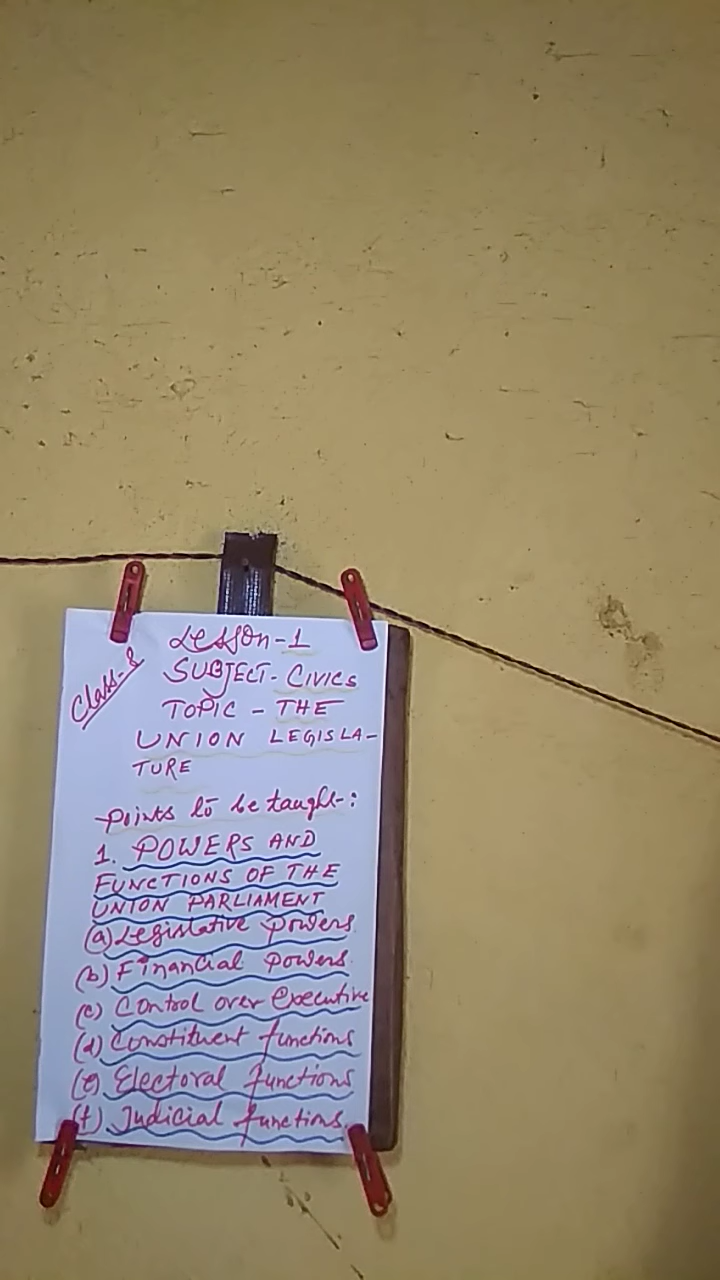 Lesson-1
Class-8
SUBJECT-CIVICS
TOPIC - THE
UNION LEGISLA-
TURE
Points to be taught-:
1. POWERS AND
FUNCTIONS OF THE
UNION PARLIAMENT
(a) Legislative powers
(b) Financial powers.
(c) Control over executive
(d) Constituent functions
(e) Electoral functions
(f) Judicial functions.